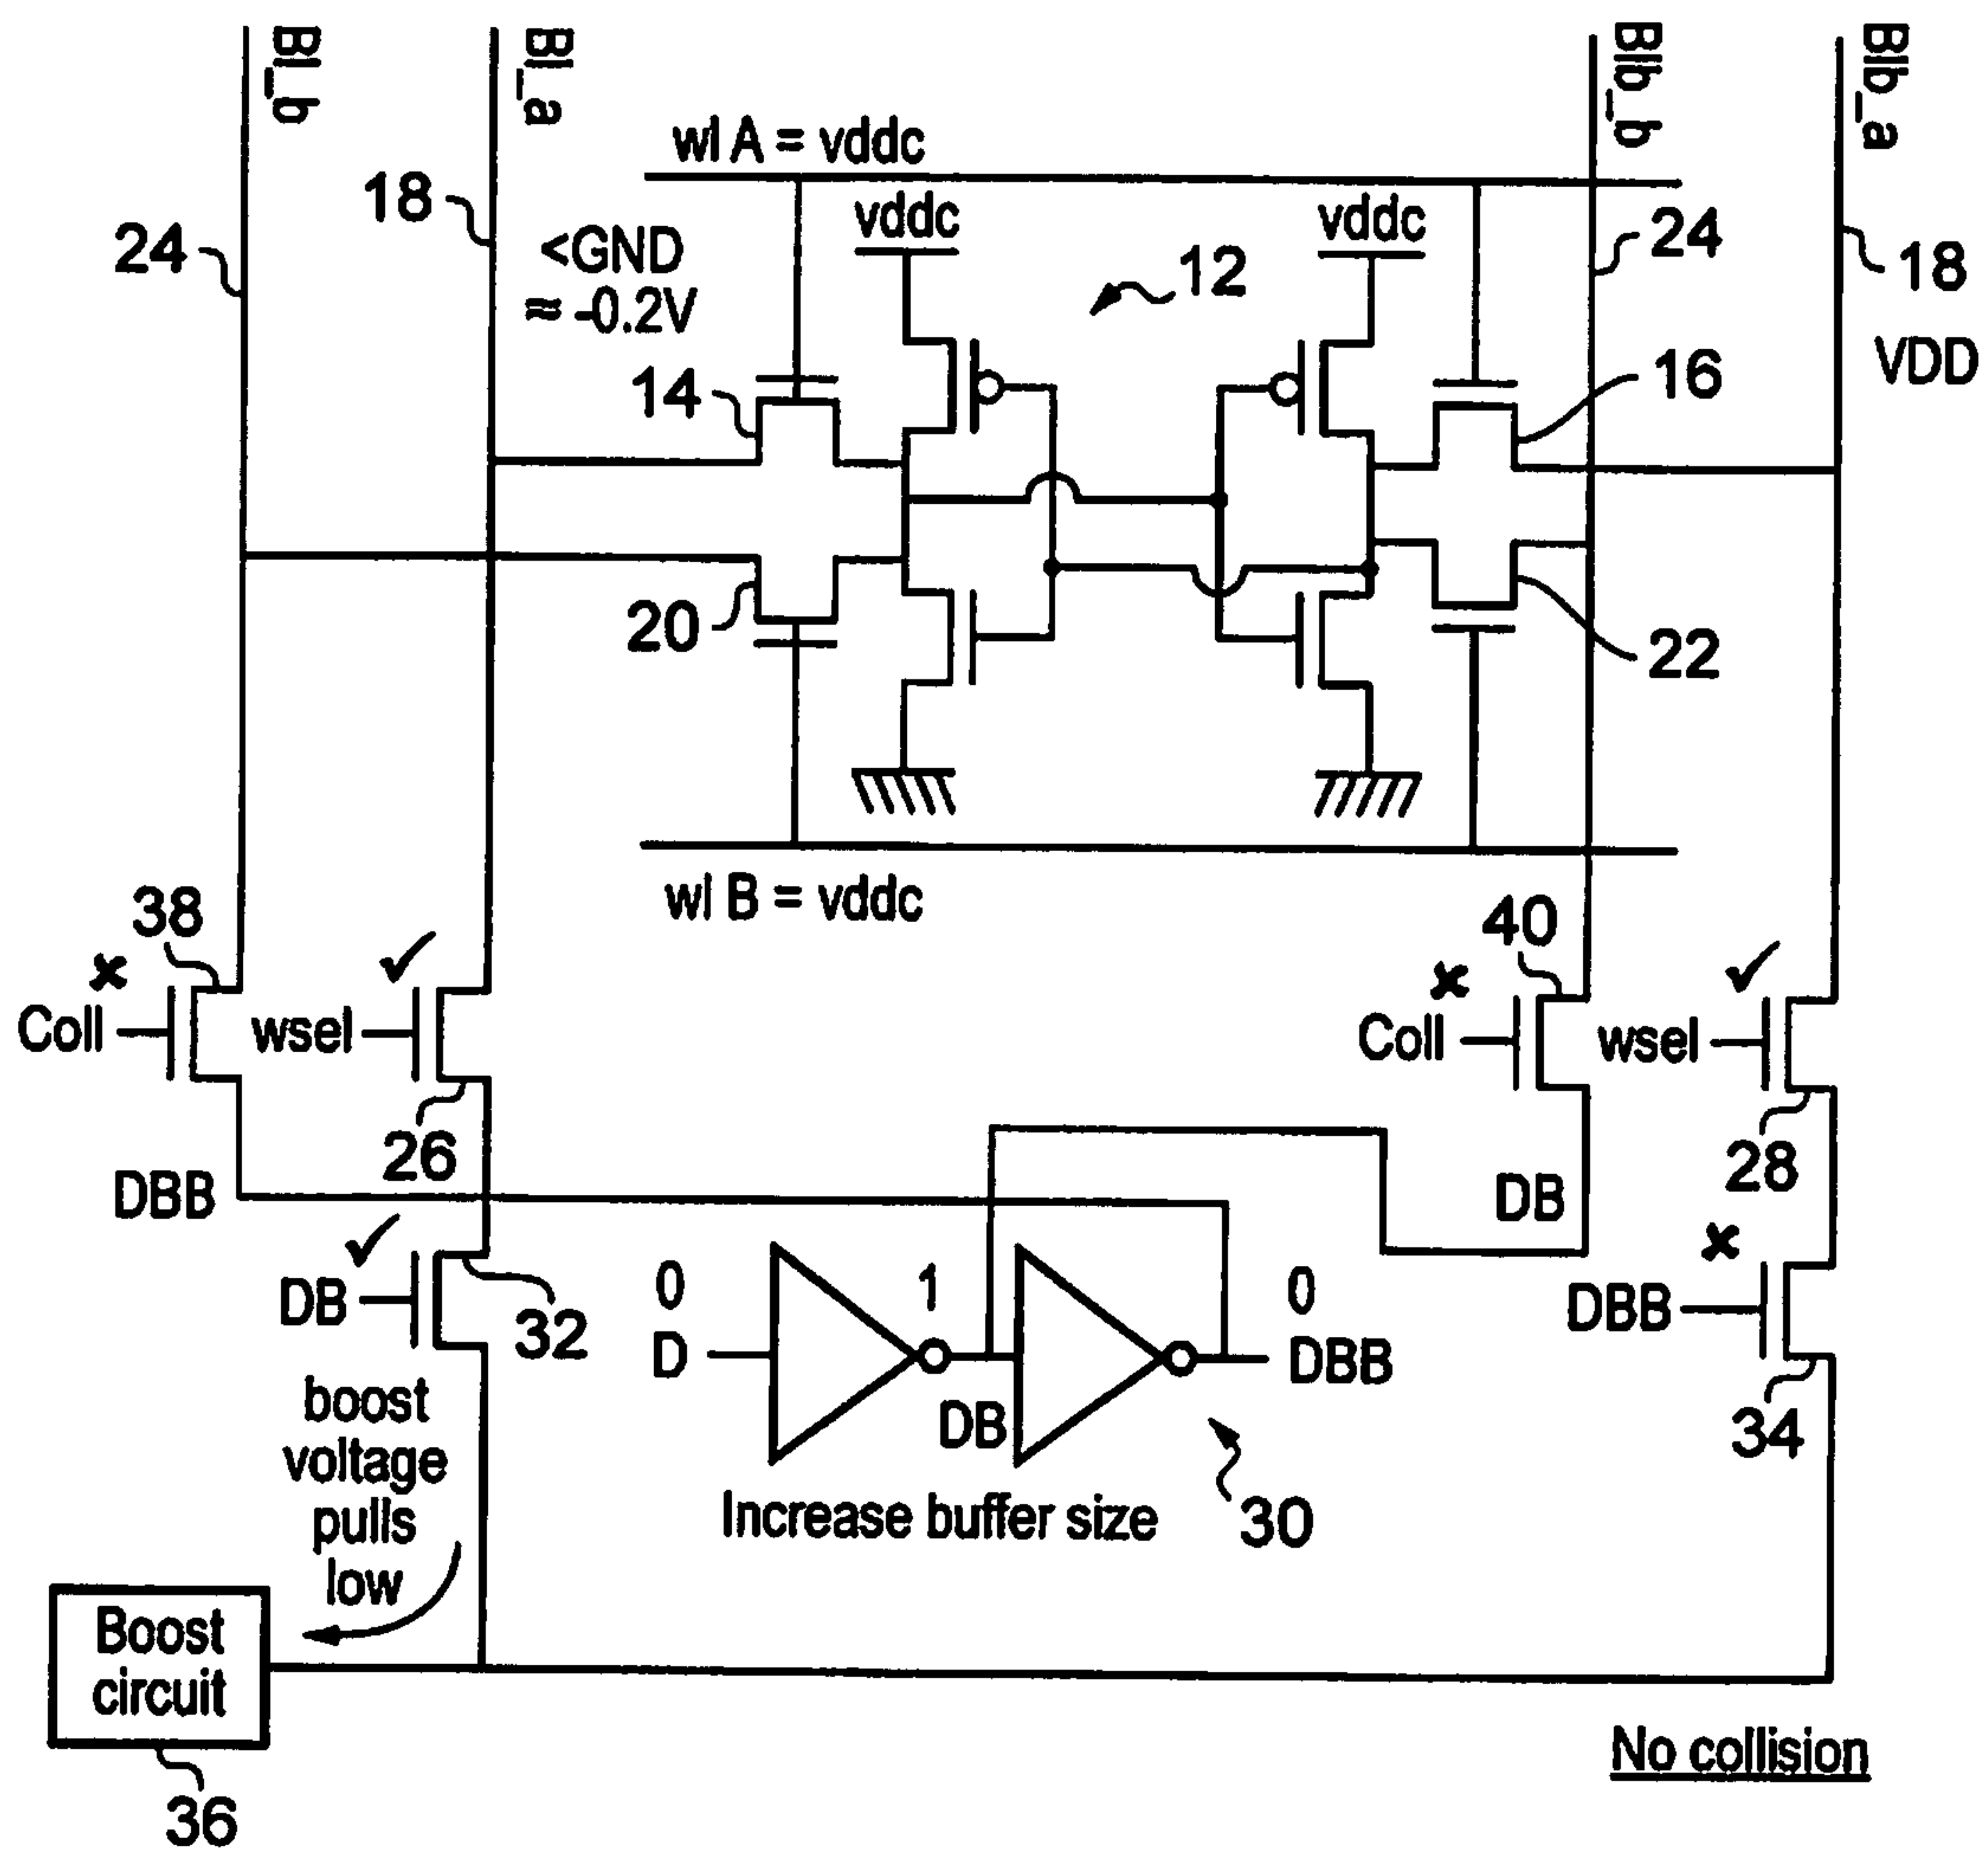 Bl_b
Bl_a
Blb_b
Blb_a
wl A = vddc
18
24
<GND
≈ -0.2V
vddc
vddc
12
24
18
VDD
14
16
20
22
wl B = vddc
38
40
Coll
wsel
Coll
wsel
26
28
DBB
DB
DB
32
0
D
1
DB
0
DBB
DBB
34
boost
voltage
pulls
low
Increase buffer size
30
Boost
circuit
36
No collision